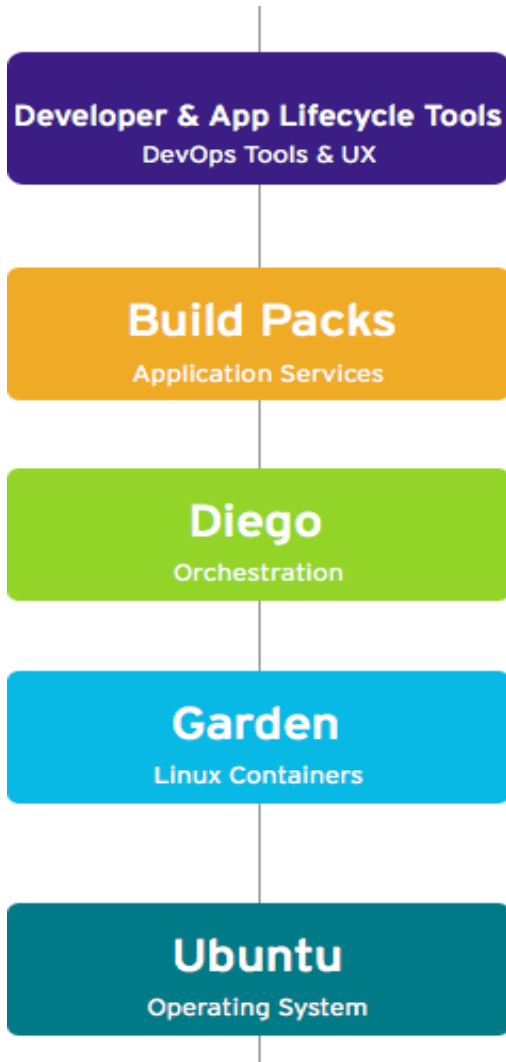 Developer & App Lifecycle Tools
DevOps Tools & UX
Build Packs
Application Services
Diego
Orchestration
Garden
Linux Containers
Ubuntu
Operating System